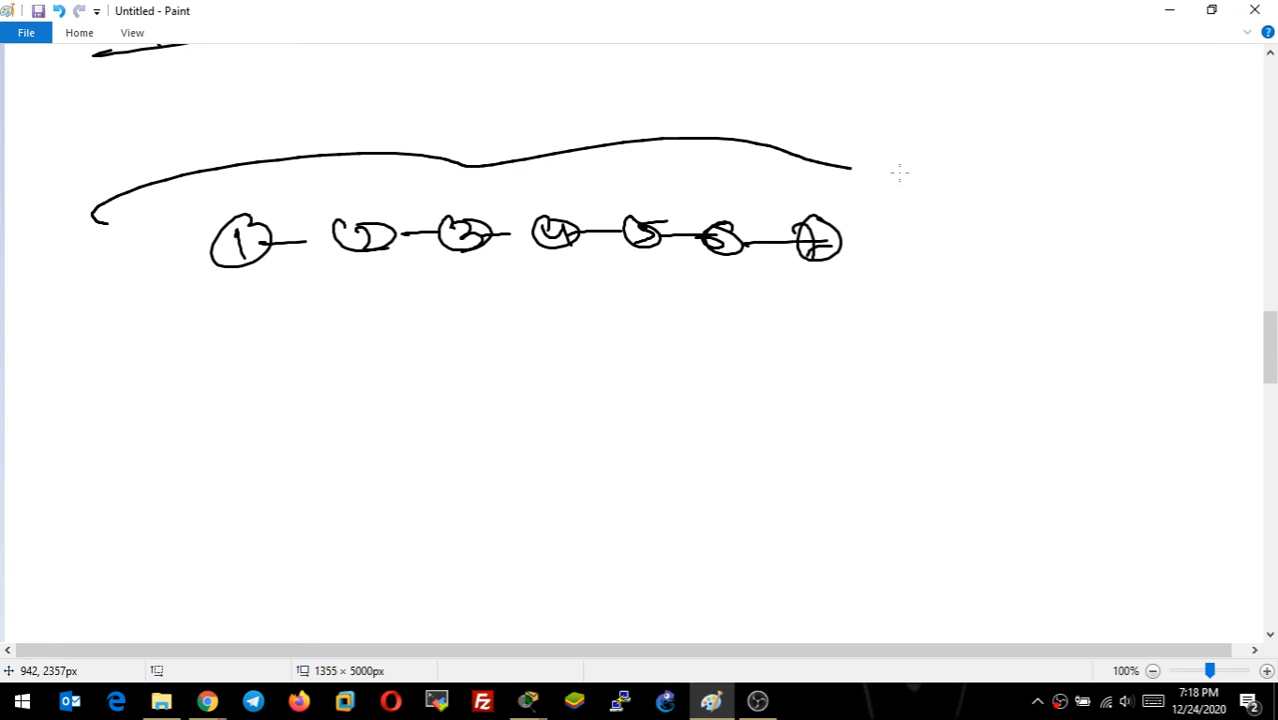 Untitled - Paint
File Home View
1 2 3 4 5 6 7
942, 2357px 1355 × 5000px 100%
7:18 PM
12/24/2020
2